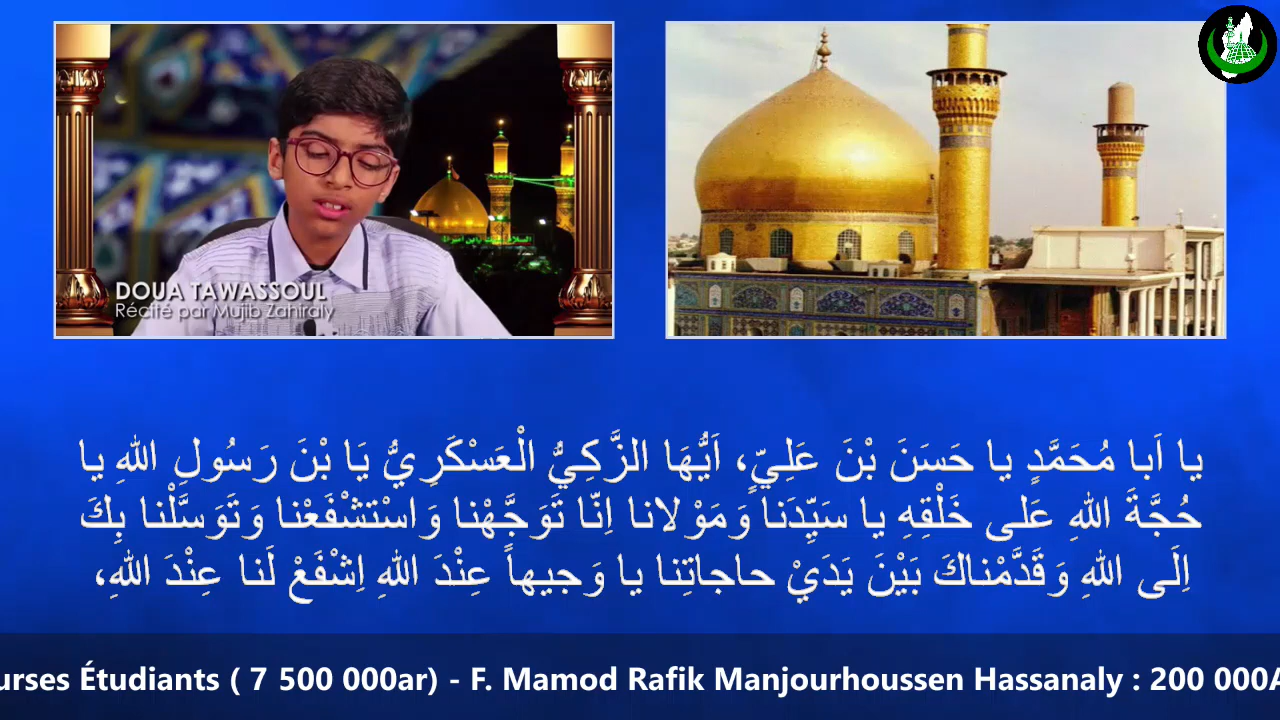 DOUA TAWASSOUL
Récité par Mujib Zahiraly
يا اَبا مُحَمَّدٍ يا حَسَنَ بْنَ عَلِيّ، اَيُّهَا الزَّكِيُّ الْعَسْكَرِيُّ يَا بْنَ رَسُولِ اللهِ يا
حُجَّةَ اللهِ عَلى خَلْقِهِ يا سَيِّدَنا وَمَوْلانا اِنّا تَوَجَّهْنا وَاسْتشْفَعْنا وَتَوَسَّلْنا بِكَ
اِلَى اللهِ وَقَدَّمْناكَ بَيْنَ يَدَيْ حاجاتِنا يا وَجيهاً عِنْدَ اللهِ اِشْفَعْ لَنا عِنْدَ اللهِ،
urses Étudiants ( 7 500 000ar) - F. Mamod Rafik Manjourhoussen Hassanaly : 200 000A